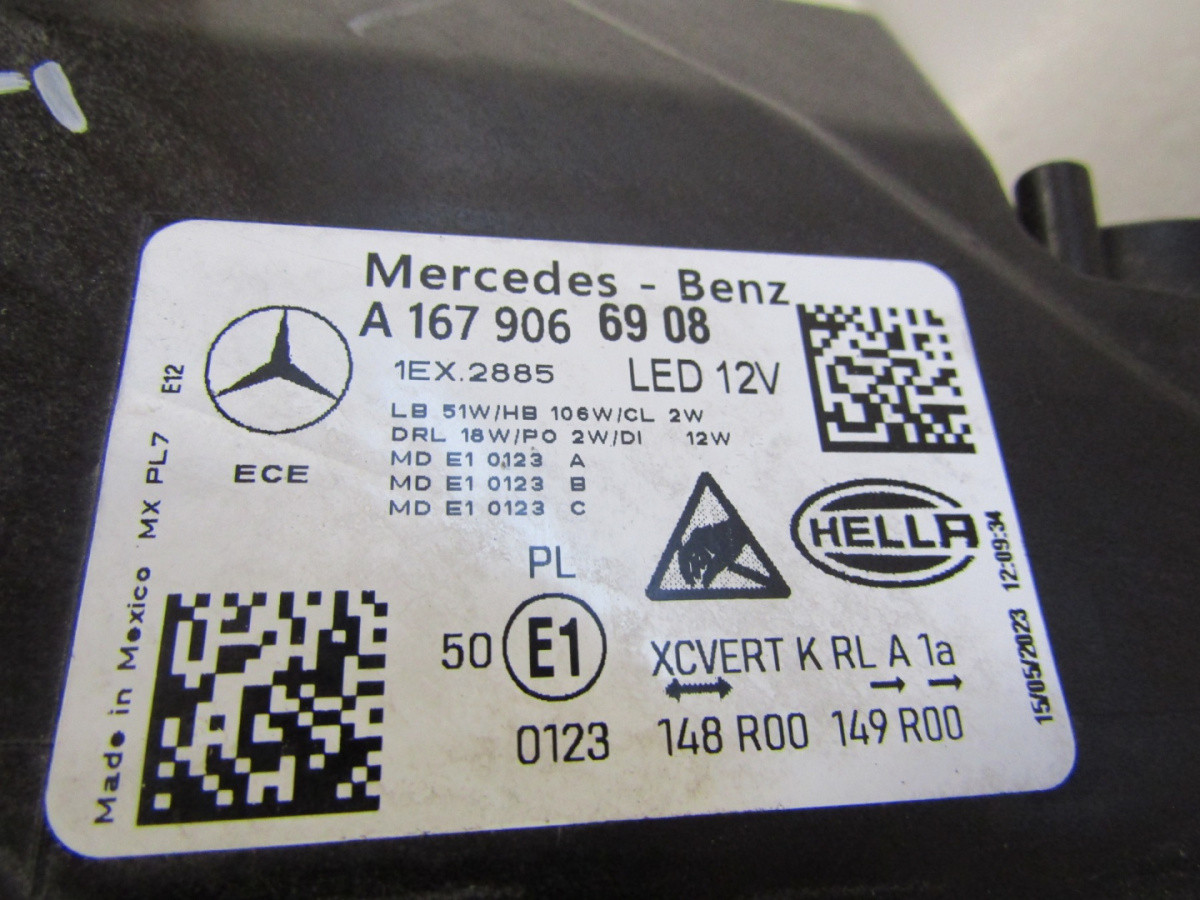 Mercedes - Benz
A 167 906 6908
1EX.2885 LED 12V
LB 51W/HB 106W/CL 2W
DRL 18W/PO 2W/DI 12W
MD E1 0123 A
MD E1 0123 B
MD E1 0123 C
ECE
HELLA
PL
50 E1 XCVERT K RL A 1a
0123 148 R00 149 R00
Made in Mexico MX PL7 E12
15/05/2023 12:09:34